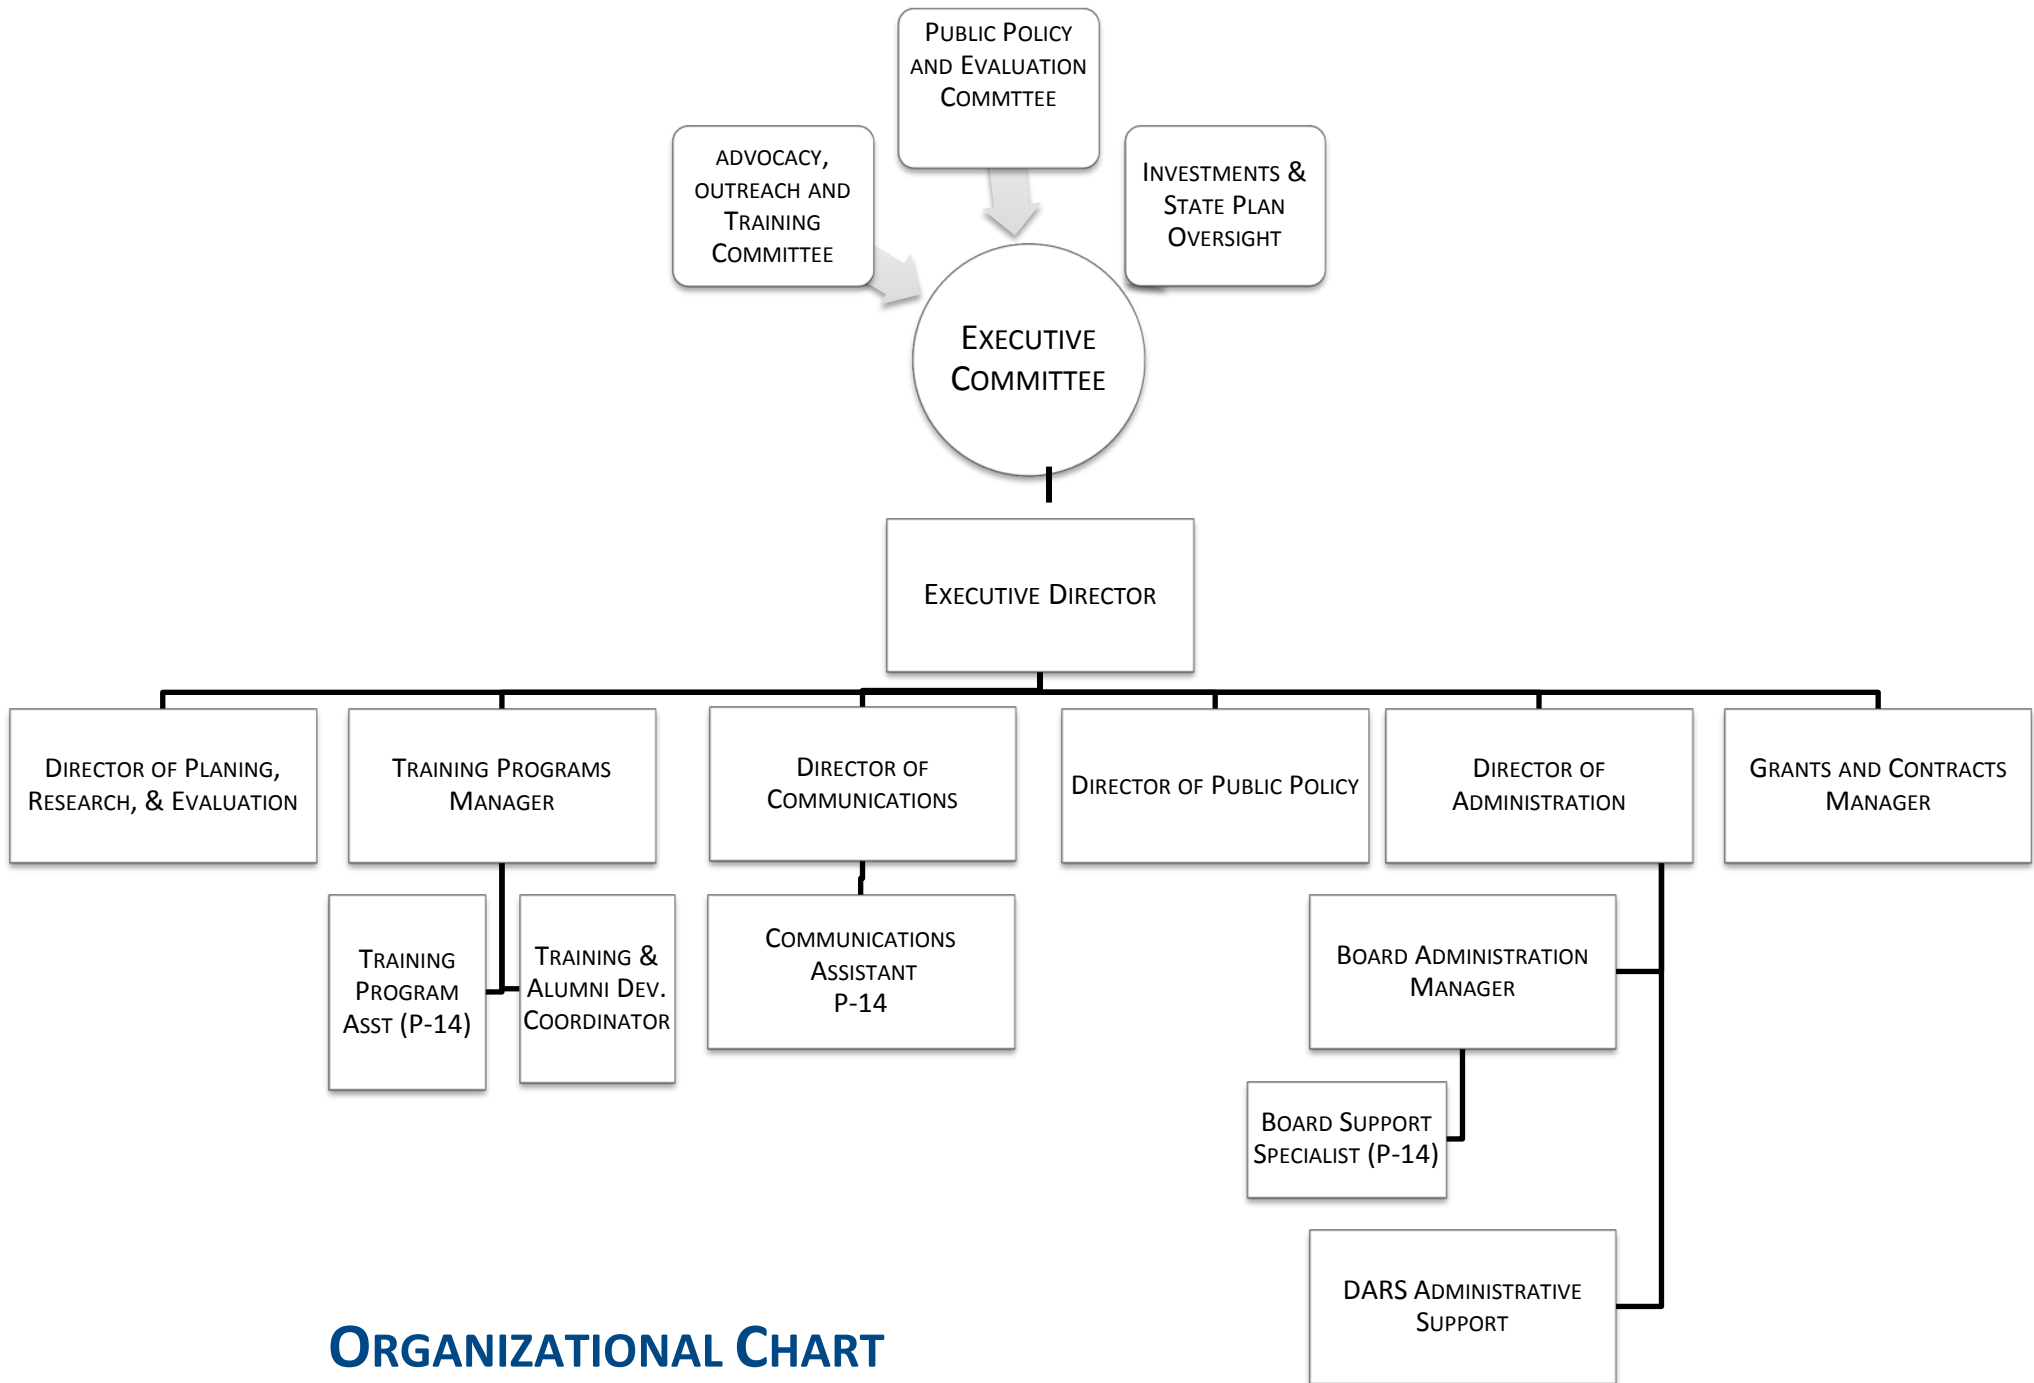 Public Policy
and Evaluation
Commttee
advocacy,
outreach and
Training
Committee
Investments &
State Plan
Oversight
Executive
Committee
Executive Director
Director of Planing,
Research, & Evaluation
Training Programs
Manager
Director of
Communications
Director of Public Policy
Director of
Administration
Grants and Contracts
Manager
Training
Program
Asst (P-14)
Training &
Alumni Dev.
Coordinator
Communications
Assistant
P-14
Board Administration
Manager
Board Support
Specialist (P-14)
DARS Administrative
Support
Organizational Chart